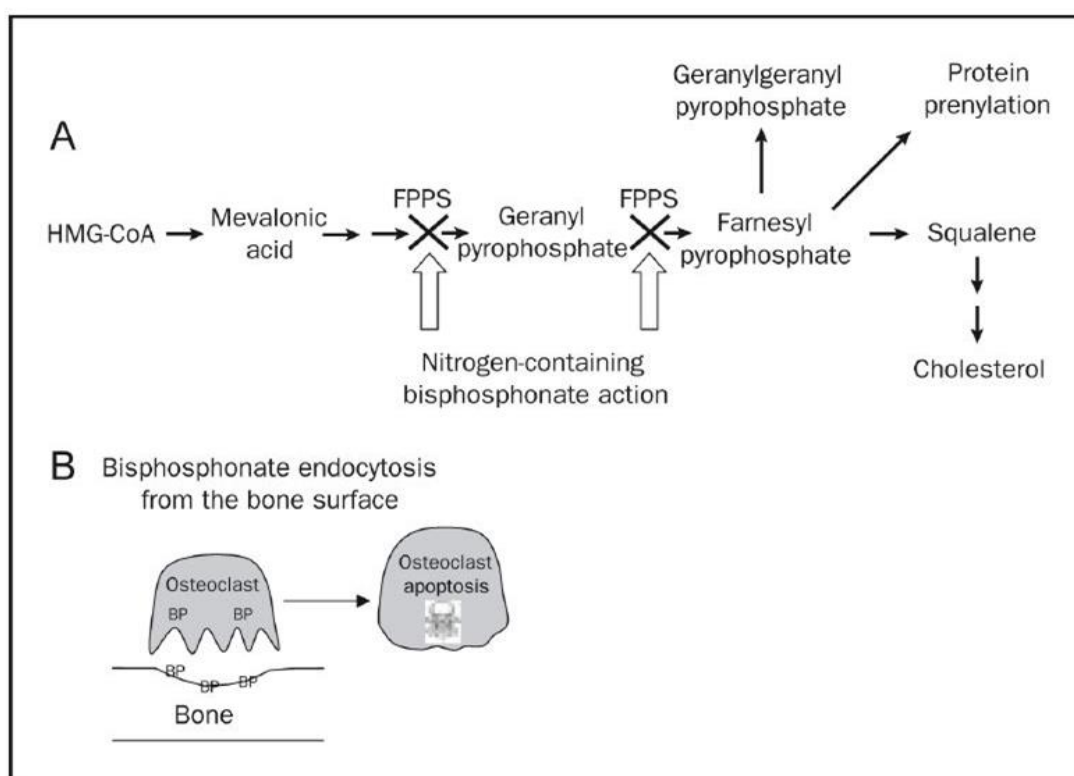 A
HMG-CoA
Mevalonic
acid
FPPS
Geranyl
pyrophosphate
FPPS
Farnesyl
pyrophosphate
Geranylgeranyl
pyrophosphate
Protein
prenylation
Squalene
Cholesterol
Nitrogen-containing
bisphosphonate action
B
Bisphosphonate endocytosis
from the bone surface
Osteoclast
BP BP
BP BP BP
Bone
Osteoclast
apoptosis